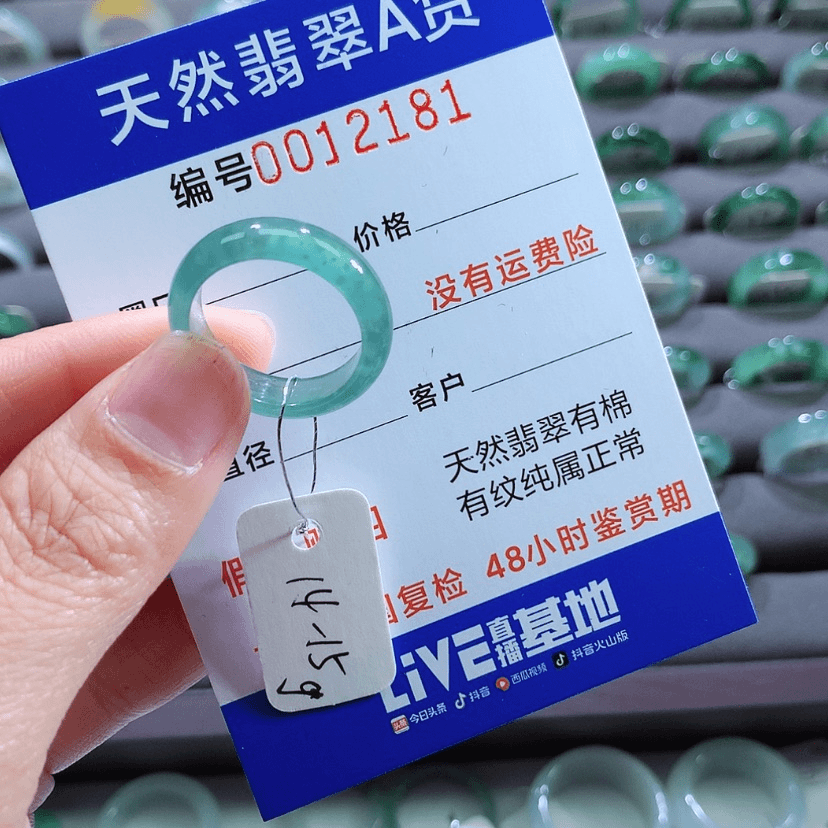 天然翡翠A货
编号0012181
价格
没有运费险
客户
直径
天然翡翠有棉
有纹纯属正常
假
复检 48小时鉴赏期
14-15
LiVE直播基地
今日头条 抖音 西瓜视频 抖音火山版